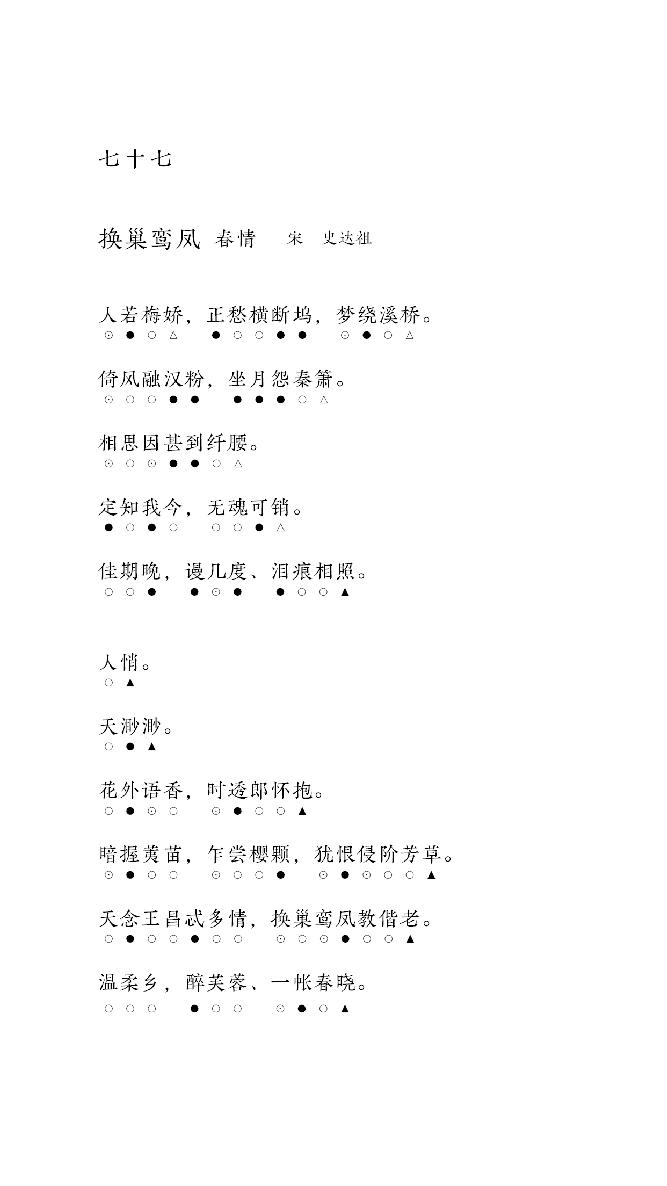 七十七
换巢鸾凤 春情 宋 史达祖
人若梅娇，正愁横断坞，梦绕溪桥。
⊙●○△ ●○○●● ⊙●○△
倚风融汉粉，坐月怨秦箫。
⊙○○●● ●●●○△
相思因甚到纤腰。
⊙○⊙●●○△
定知我今，无魂可销。
●○●○ ○○●△
佳期晚，谩几度、泪痕相照。
○○● ●⊙● ●○○▲
人悄。
○▲
天渺渺。
○●▲
花外语香，时透郎怀抱。
○●⊙○ ⊙●○○▲
暗握荑苗，乍尝樱颗，犹恨侵阶芳草。
⊙●○○ ⊙○○● ⊙●⊙○○▲
天念王昌忒多情，换巢鸾凤教偕老。
○●○○●○○ ⊙○⊙●○○▲
温柔乡，醉芙蓉、一帐春晓。
○○○ ●○○ ⊙●○▲